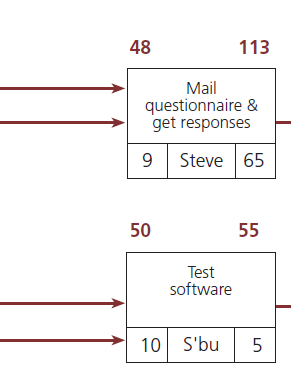 48 113
Mail
questionnaire &
get responses
9 Steve 65
50 55
Test
software
10 S'bu 5